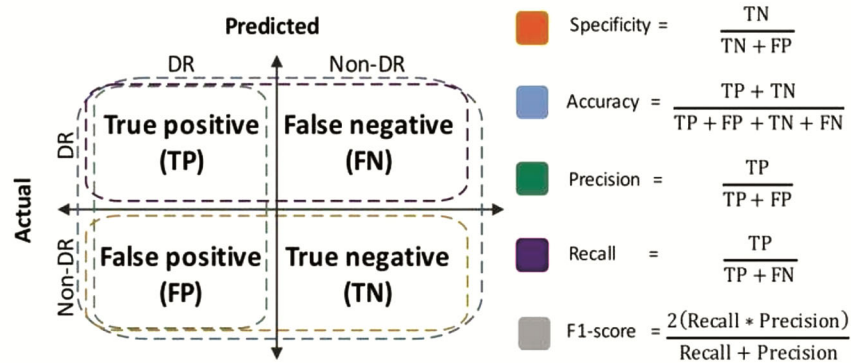 Predicted
DR Non-DR
Actual
DR
Non-DR
True positive
(TP)
False negative
(FN)
False positive
(FP)
True negative
(TN)
Specificity = TN / TN + FP
Accuracy = TP + TN / TP + FP + TN + FN
Precision = TP / TP + FP
Recall = TP / TP + FN
F1-score = 2(Recall * Precision) / Recall + Precision